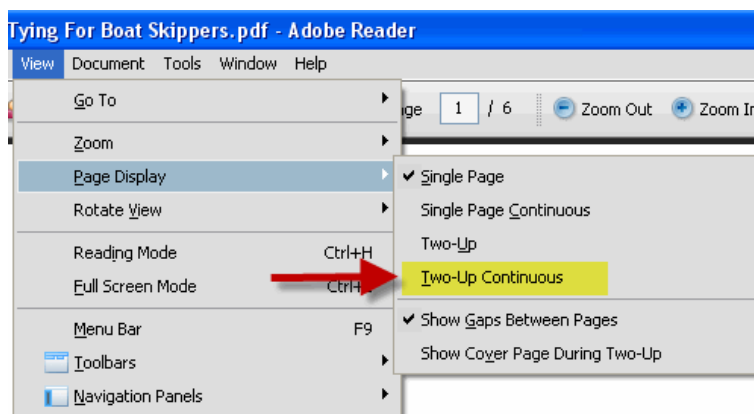 Tying For Boat Skippers.pdf - Adobe Reader
View Document Tools Window Help
1 / 6 Zoom Out Zoom
Go To
Zoom
Page Display
Rotate View
Reading Mode Ctrl+H
Full Screen Mode
Menu Bar F9
Toolbars
Navigation Panels
Single Page
Single Page Continuous
Two-Up
Two-Up Continuous
Show Gaps Between Pages
Show Cover Page During Two-Up